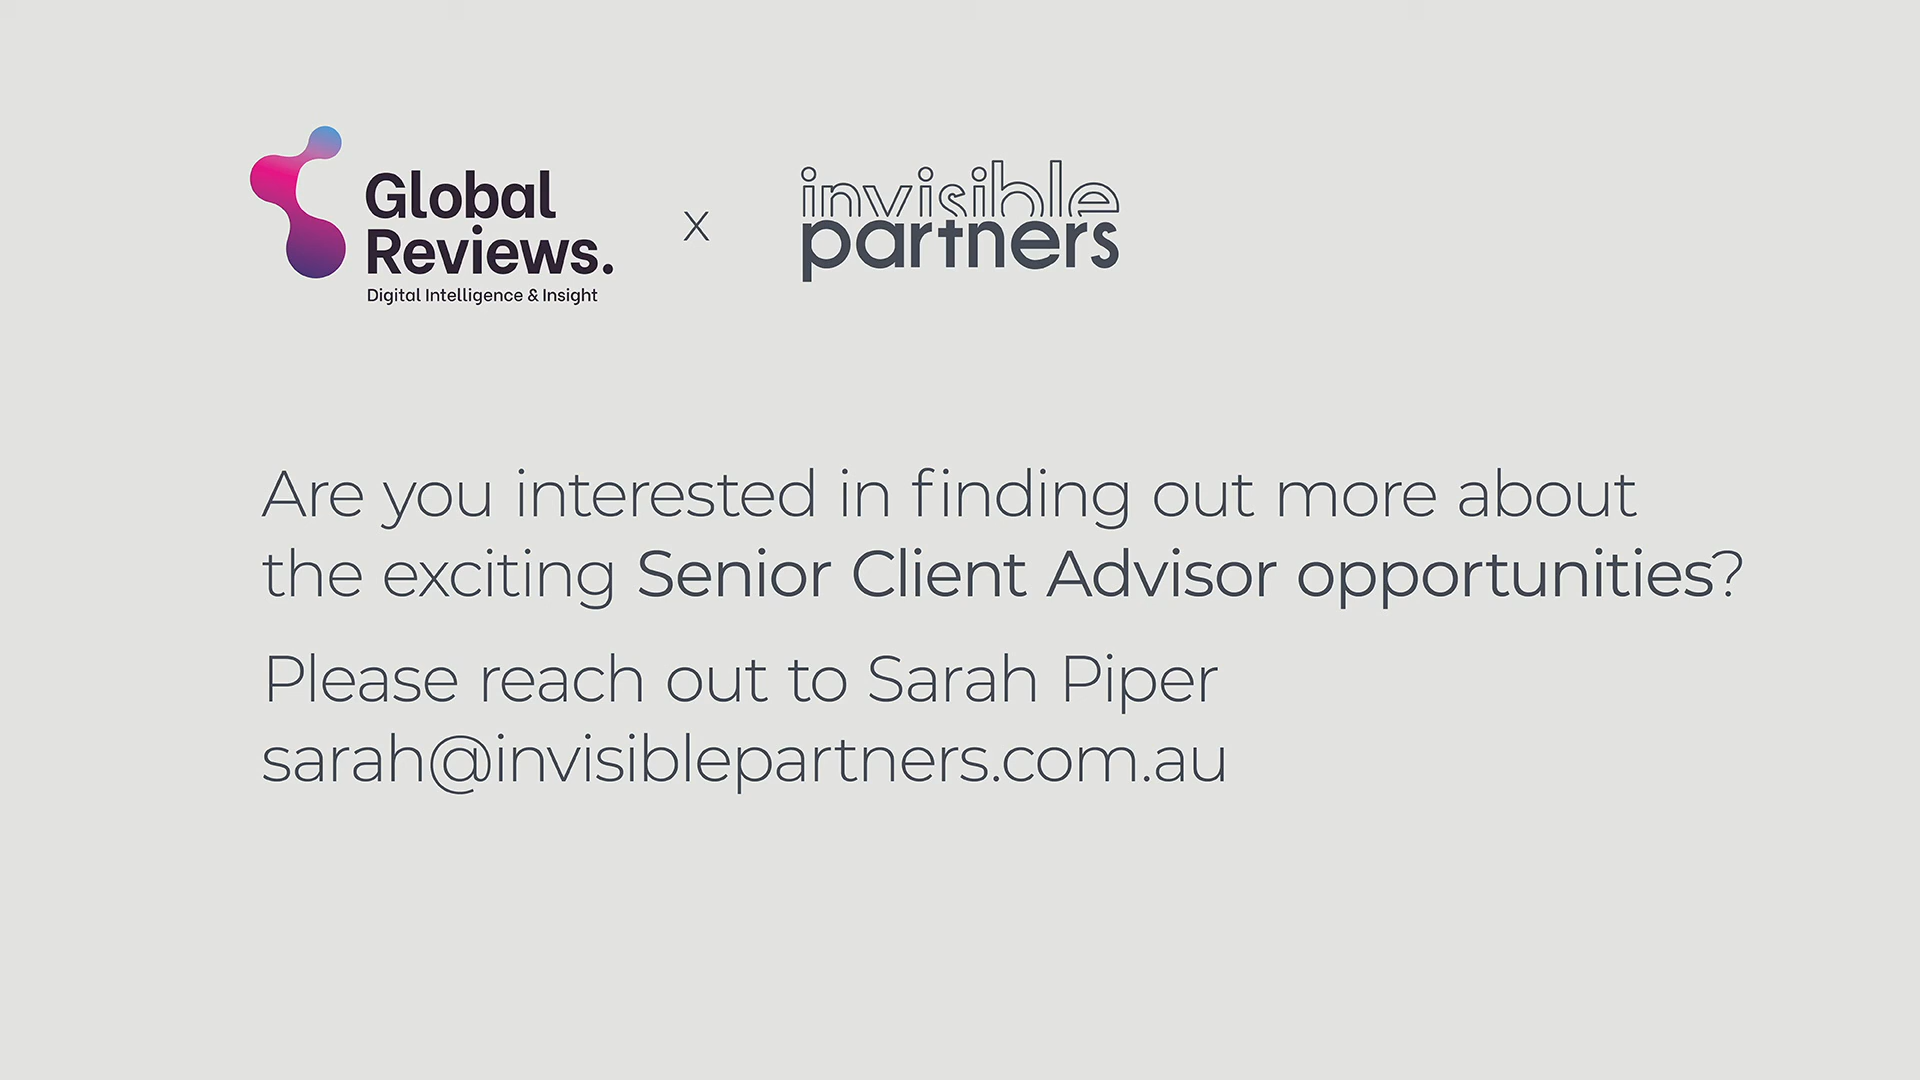 Global
Reviews.
Digital Intelligence & Insight
X
invisible
partners
Are you interested in finding out more about
the exciting Senior Client Advisor opportunities?
Please reach out to Sarah Piper
sarah@invisiblepartners.com.au